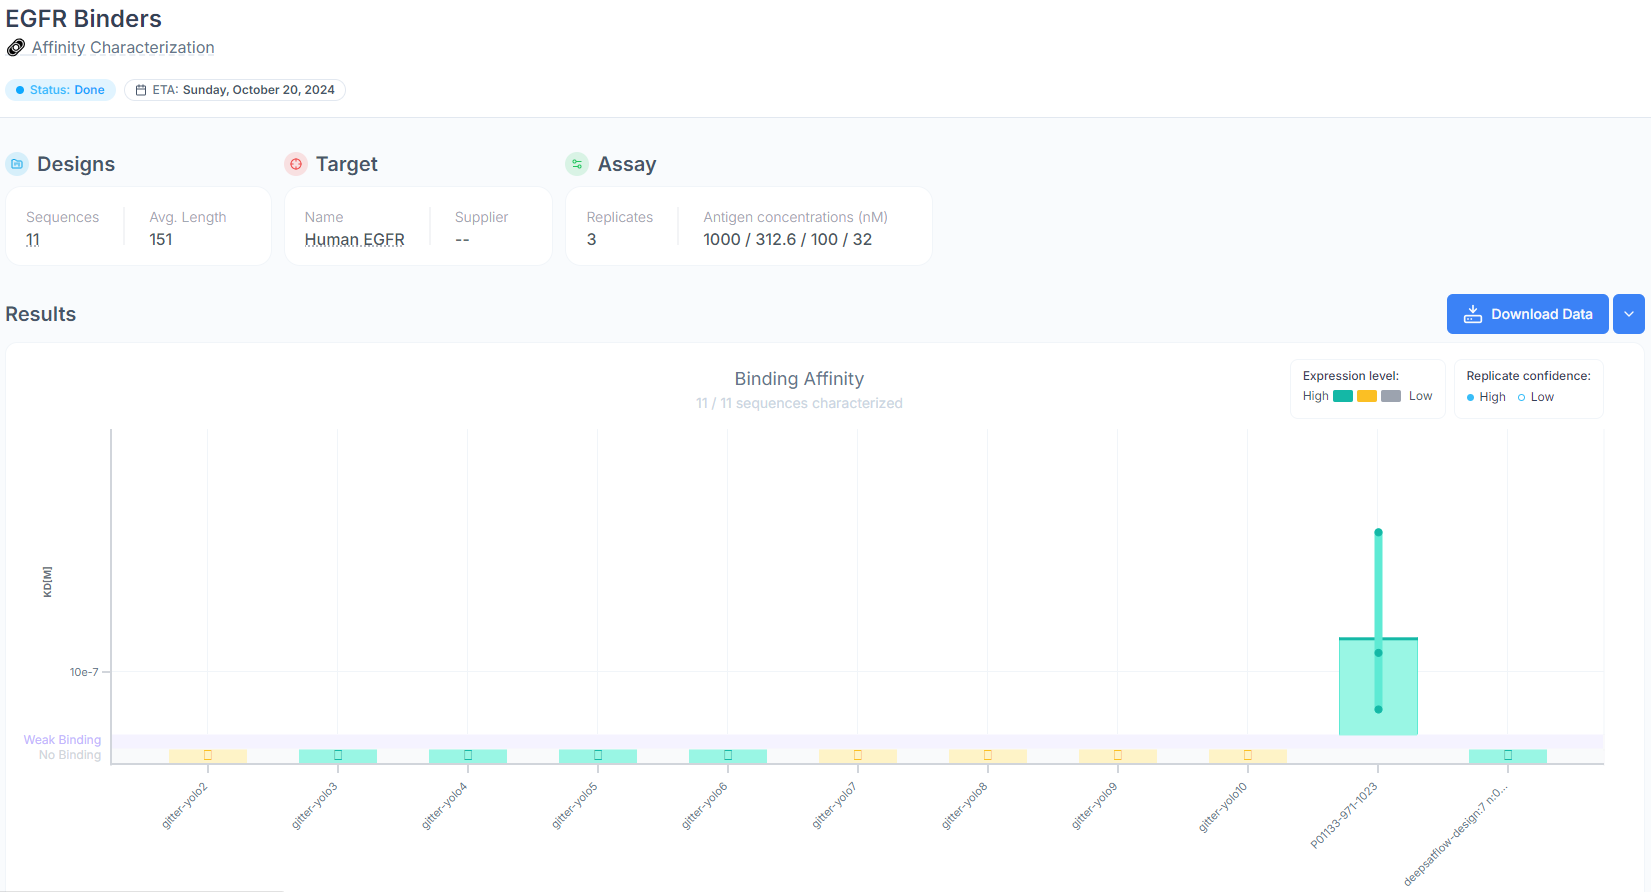 EGFR Binders
Affinity Characterization
Status: Done
ETA: Sunday, October 20, 2024
Designs
Sequences
11
Avg. Length
151
Target
Name
Human EGFR
Supplier
--
Assay
Replicates
3
Antigen concentrations (nM)
1000 / 312.6 / 100 / 32
Results
Download Data
Binding Affinity
11 / 11 sequences characterized
Expression level:
High Low
Replicate confidence:
High Low
KD[M]
10e-7
Weak Binding
No Binding
gitter-yolo2
gitter-yolo3
gitter-yolo4
gitter-yolo5
gitter-yolo6
gitter-yolo7
gitter-yolo8
gitter-yolo9
gitter-yolo10
P01133-971-1023
deepsatflow-design:7 n:0...